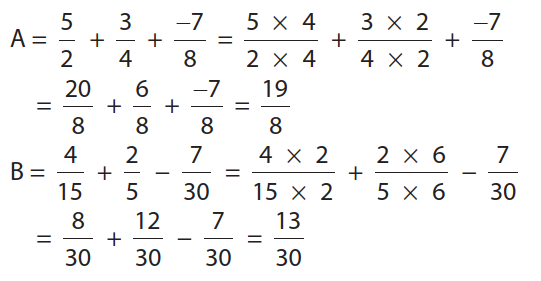 A = 5/2 + 3/4 + −7/8 = 5 × 4/2 × 4 + 3 × 2/4 × 2 + −7/8
= 20/8 + 6/8 + −7/8 = 19/8
B = 4/15 + 2/5 − 7/30 = 4 × 2/15 × 2 + 2 × 6/5 × 6 − 7/30
= 8/30 + 12/30 − 7/30 = 13/30